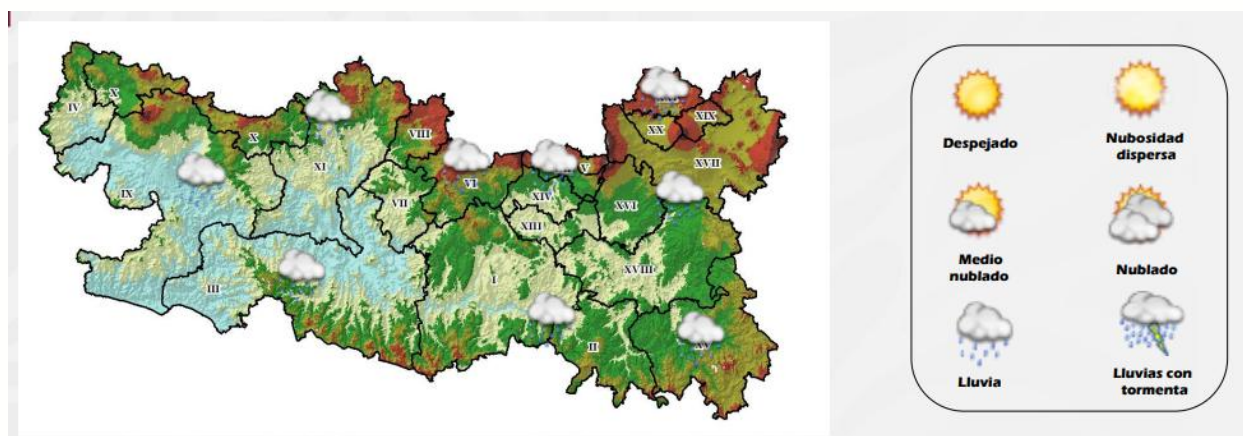 IV
X
X
XI
VIII
IX
III
VII
VI
V
XIV
XIII
I
II
XVI
XVIII
XV
XX
XIX
XVII
Despejado
Nubosidad
dispersa
Medio
nublado
Nublado
Lluvia
Lluvias con
tormenta